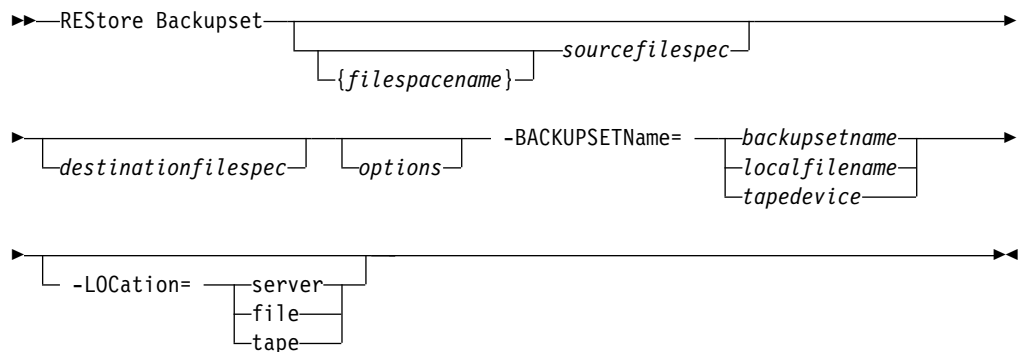 REStore Backupset
sourcefilespec
{filespacename}
-BACKUPSETName= backupsetname
destinationfilespec options localfilename
tapedevice
-LOCation= server
file
tape